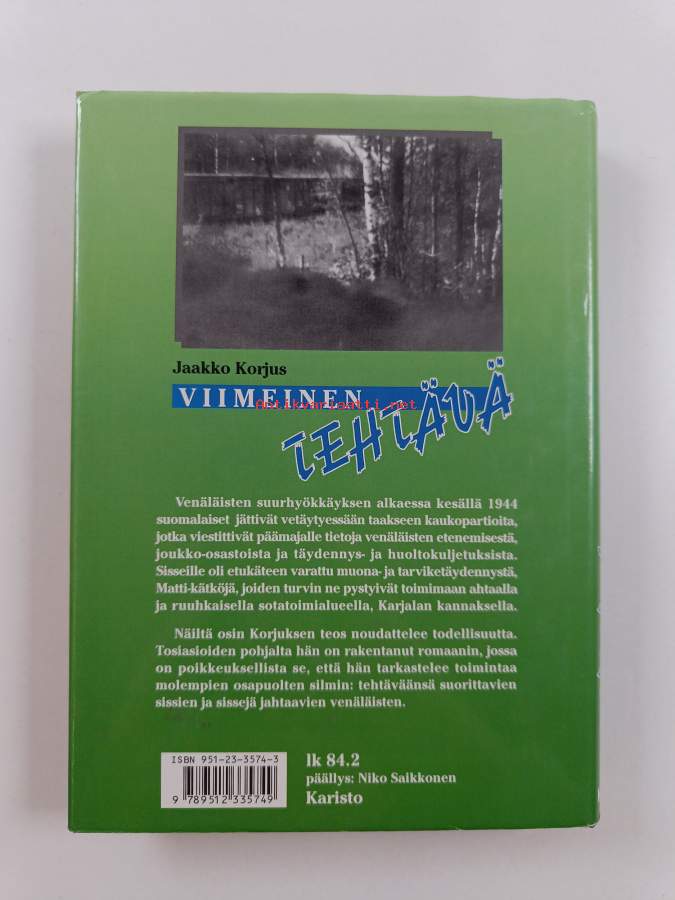 Jaakko Korjus
VIIMEINEN
TEHTÄVÄ
Antikvariaatti.net
Venäläisten suurhyökkäyksen alkaessa kesällä 1944
suomalaiset jättivät vetäytyessään taakseen kaukopartioita,
jotka viestittivät päämajalle tietoja venäläisten etenemisestä,
joukko-osastoista ja täydennys- ja huoltokuljetuksista.
Sisseille oli etukäteen varattu muona- ja tarviketäydennystä,
Matti-kätköjä, joiden turvin ne pystyivät toimimaan ahtaalla
ja ruuhkaisella sotatoimialueella, Karjalan kannaksella.
Näiltä osin Korjuksen teos noudattelee todellisuutta.
Tosiasioiden pohjalta hän on rakentanut romaanin, jossa
on poikkeuksellista se, että hän tarkastelee toimintaa
molempien osapuolten silmin: tehtäväänsä suorittavien
sissien ja sissejä jahtaavien venäläisten.
ISBN 951-23-3574-3
9 789512 335749
lk 84.2
päällys: Niko Saikkonen
Karisto